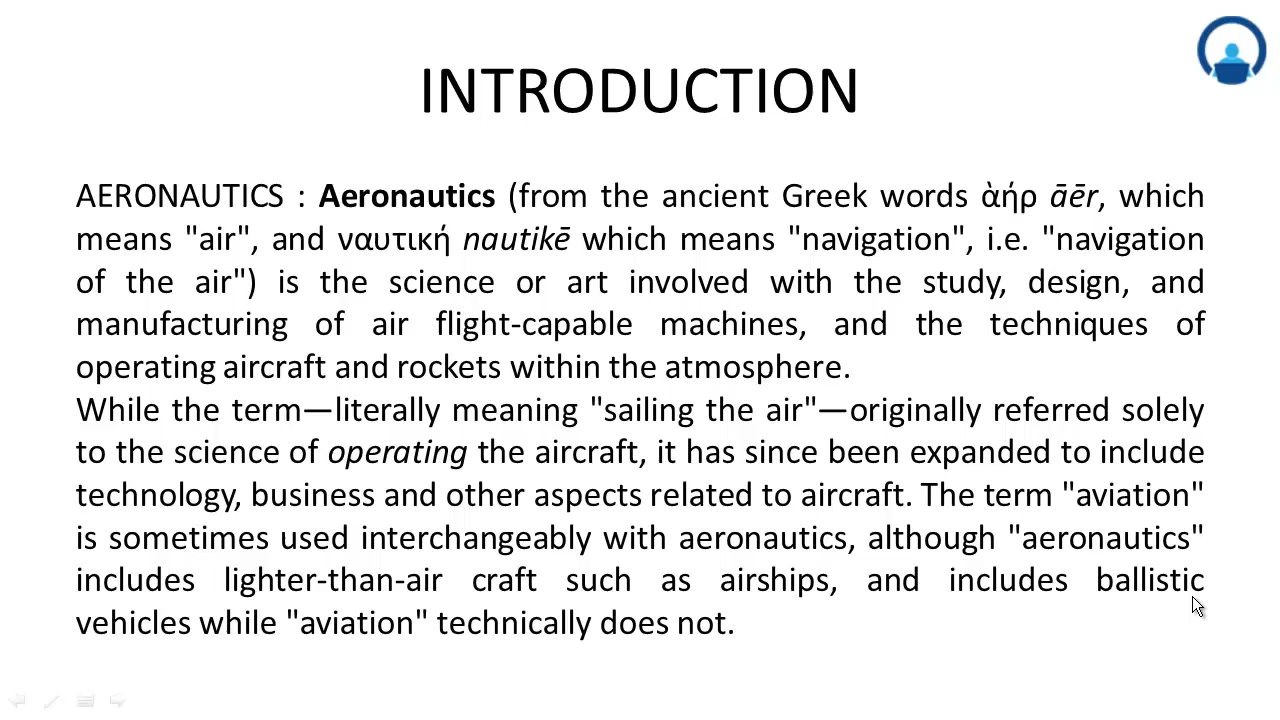 INTRODUCTION
AERONAUTICS : Aeronautics (from the ancient Greek words ὰήρ āēr, which
means "air", and ναυτική nautikē which means "navigation", i.e. "navigation
of the air") is the science or art involved with the study, design, and
manufacturing of air flight-capable machines, and the techniques of
operating aircraft and rockets within the atmosphere.
While the term—literally meaning "sailing the air"—originally referred solely
to the science of operating the aircraft, it has since been expanded to include
technology, business and other aspects related to aircraft. The term "aviation"
is sometimes used interchangeably with aeronautics, although "aeronautics"
includes lighter-than-air craft such as airships, and includes ballistic
vehicles while "aviation" technically does not.